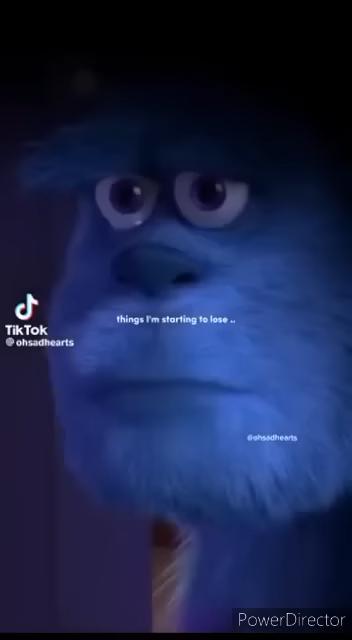 things I'm starting to lose ..
TikTok
@ohsadhearts
@ohsadhearts
PowerDirector